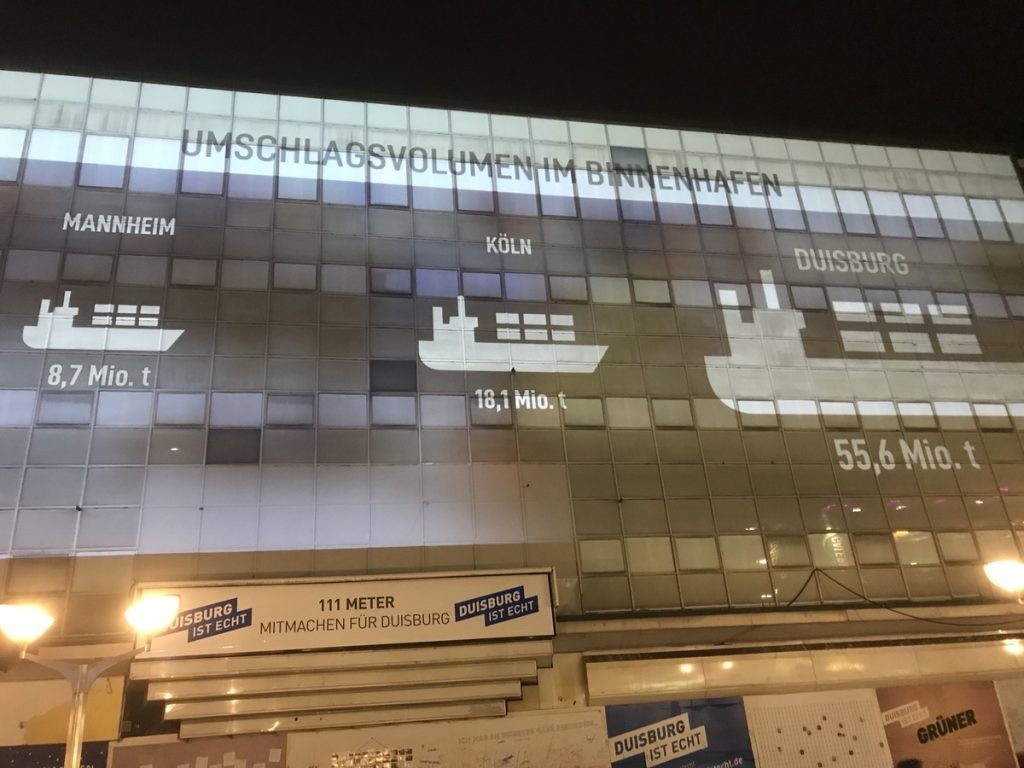 UMSCHLAGSVOLUMEN IM BINNENHAFEN
MANNHEIM
KÖLN
DUISBURG
8,7 Mio. t
18,1 Mio. t
55,6 Mio. t
DUISBURG
IST ECHT
111 METER
MITMACHEN FÜR DUISBURG
DUISBURG
IST ECHT
DUISBURG
IST ECHT
GRÜNER